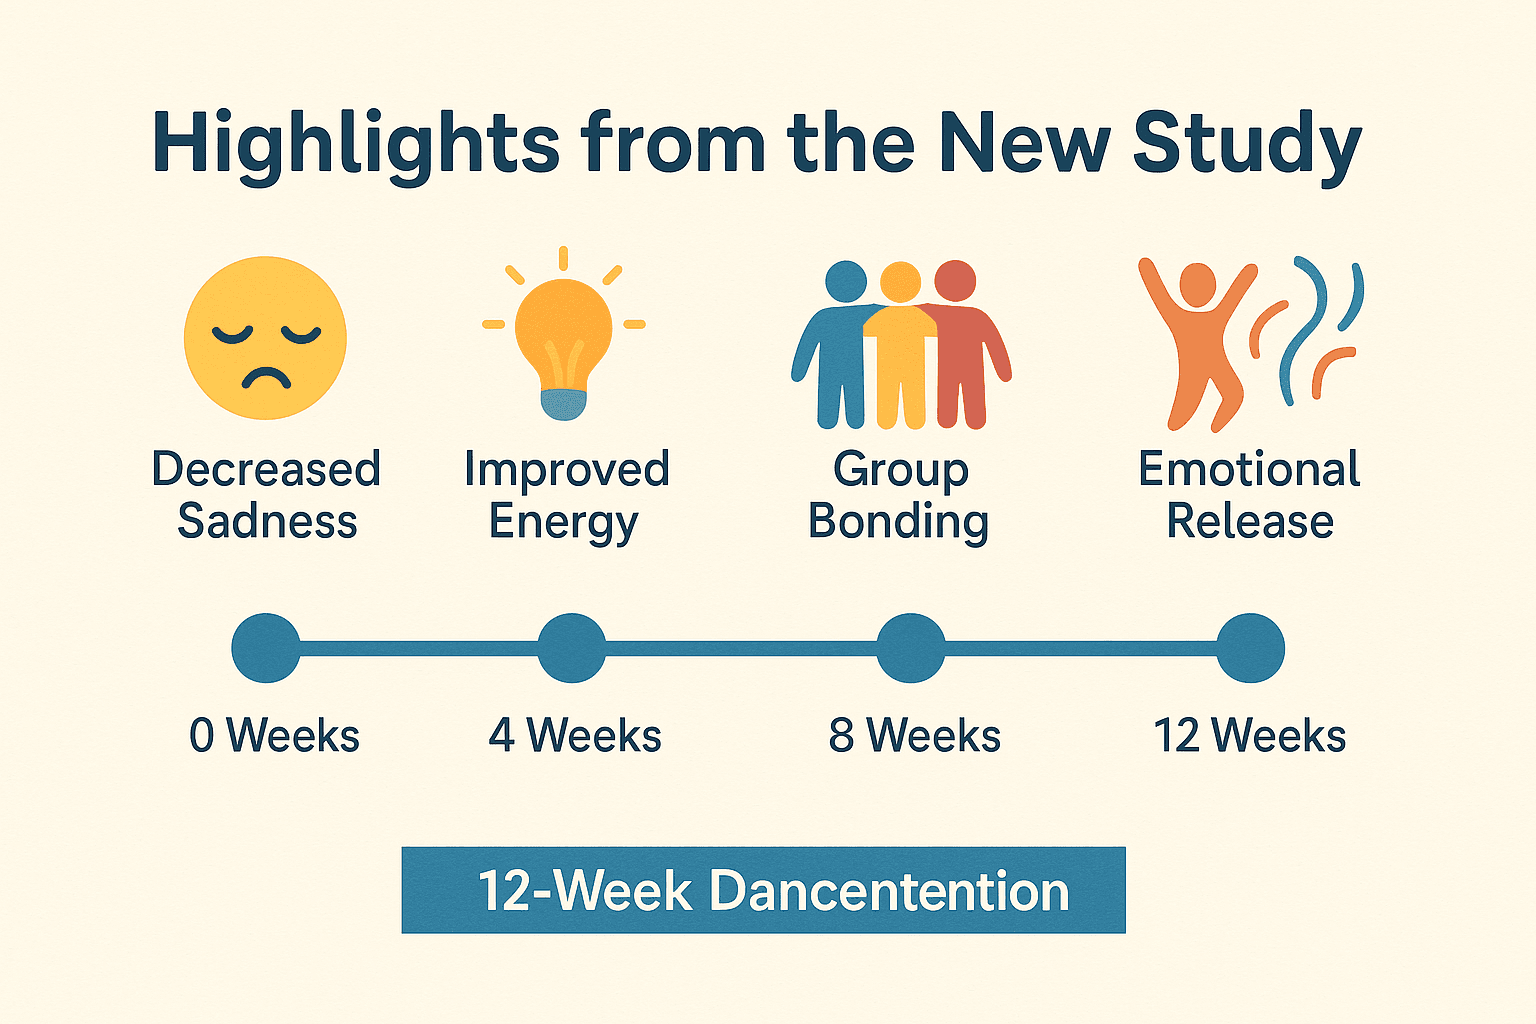 Highlights from the New Study
Decreased
Sadness
Improved
Energy
Group
Bonding
Emotional
Release
0 Weeks
4 Weeks
8 Weeks
12 Weeks
12-Week Dancentention